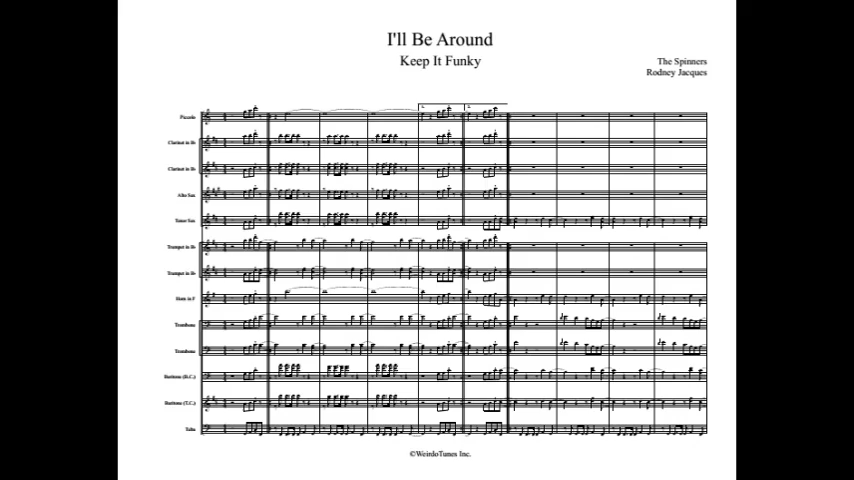 I'll Be Around
Keep It Funky
The Spinners
Rodney Jacques
Piccolo
Clarinet in Bb
Clarinet in Bb
Alto Sax
Tenor Sax
Trumpet in Bb
Trumpet in Bb
Horn in F
Trombone
Trombone
Baritone (B.C.)
Baritone (T.C.)
Tuba
©WeirdoTunes Inc.